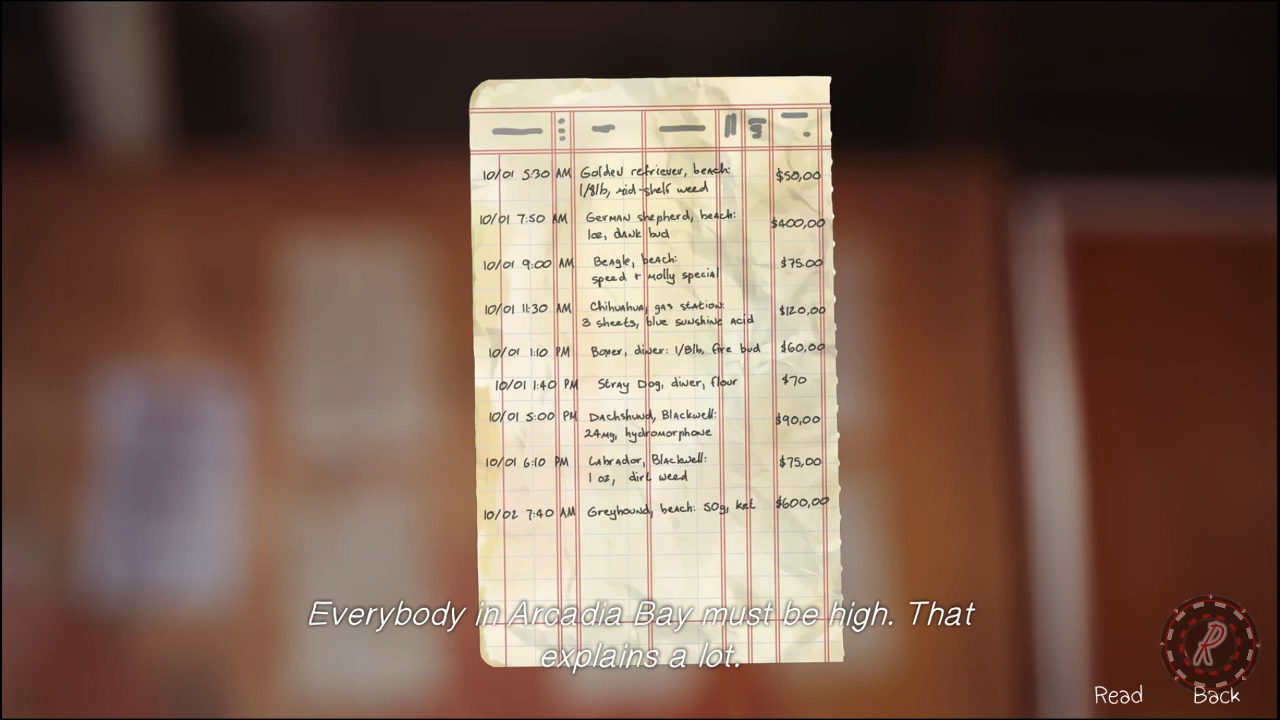 10/01 5:30 AM Golden retriever, beach: $50,00
1/8lb, mid-shelf weed
10/01 7:50 AM German shepherd, beach: $400,00
1oz, dank bud
10/01 9:00 AM Beagle, beach: $75.00
speed + molly special
10/01 11:30 AM Chihuahua, gas station: $120,00
3 sheets, blue sunshine acid
10/01 1:10 PM Boxer, diner: 1/8lb, fire bud $60,00
10/01 1:40 PM Stray Dog, diner, flour $70
10/01 5:00 PM Dachshund, Blackwell: $90,00
24mg, hydromorphone
10/01 6:10 PM Labrador, Blackwell: $75,00
1 oz, dirt weed
10/02 7:40 AM Greyhound, beach: 50g, ket $600,00
Everybody in Arcadia Bay must be high. That
explains a lot.
R
Read Back